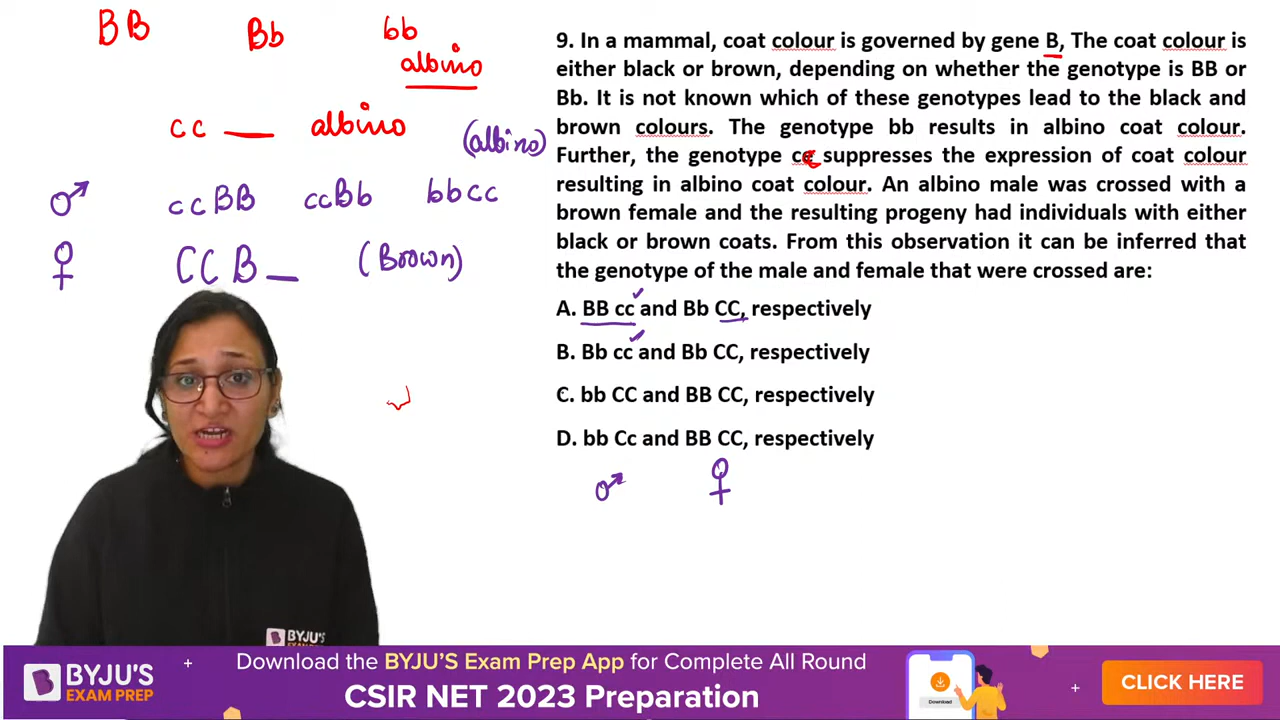 BB Bb bb
albino
cc — albino (albino)
♂ ccBB ccBb bbCc
♀ CC B — (Brown)
9. In a mammal, coat colour is governed by gene B, The coat colour is
either black or brown, depending on whether the genotype is BB or
Bb. It is not known which of these genotypes lead to the black and
brown colours. The genotype bb results in albino coat colour.
Further, the genotype cc suppresses the expression of coat colour
resulting in albino coat colour. An albino male was crossed with a
brown female and the resulting progeny had individuals with either
black or brown coats. From this observation it can be inferred that
the genotype of the male and female that were crossed are:
A. BB cc and Bb CC, respectively
B. Bb cc and Bb CC, respectively
C. bb CC and BB CC, respectively
D. bb Cc and BB CC, respectively
♂ ♀
BYJU'S
EXAM PREP
BYJU'S
EXAM PREP
Download the BYJU'S Exam Prep App for Complete All Round
CSIR NET 2023 Preparation
Download
CLICK HERE